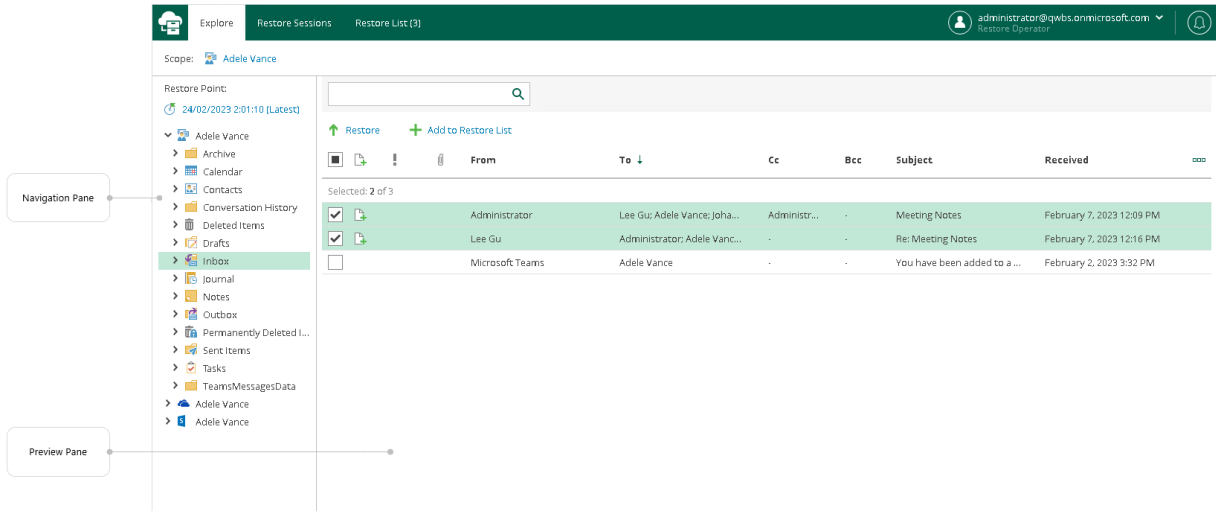 Explore
Restore Sessions
Restore List (3)
administrator@qwbs.onmicrosoft.com
Restore Operator
Scope: Adele Vance
Restore Point:
24/02/2023 2:01:10 (Latest)
Adele Vance
Archive
Calendar
Contacts
Conversation History
Deleted Items
Drafts
Inbox
Journal
Notes
Outbox
Permanently Deleted I...
Sent Items
Tasks
TeamsMessagesData
Adele Vance
Adele Vance
Navigation Pane
Preview Pane
Restore Add to Restore List
From To ↓ Cc Bcc Subject Received
Selected: 2 of 3
Administrator Lee Gu; Adele Vance; Joha... Administr... - Meeting Notes February 7, 2023 12:09 PM
Lee Gu Administrator; Adele Vanc... - - Re: Meeting Notes February 7, 2023 12:16 PM
Microsoft Teams Adele Vance - - You have been added to a ... February 2, 2023 3:32 PM